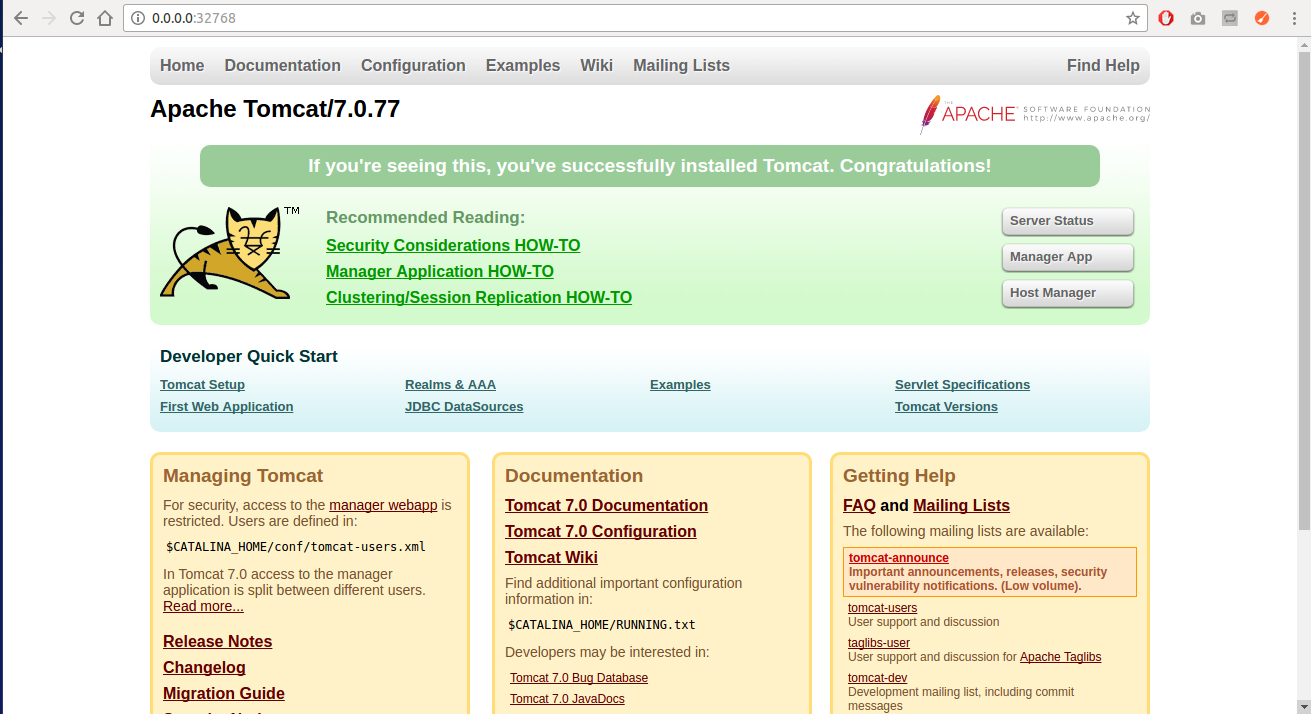 0.0.0.0:32768
Home Documentation Configuration Examples Wiki Mailing Lists Find Help
Apache Tomcat/7.0.77
THE
APACHE SOFTWARE FOUNDATION
http://www.apache.org/
If you're seeing this, you've successfully installed Tomcat. Congratulations!
TM
Recommended Reading:
Security Considerations HOW-TO
Manager Application HOW-TO
Clustering/Session Replication HOW-TO
Server Status
Manager App
Host Manager
Developer Quick Start
Tomcat Setup
First Web Application
Realms & AAA
JDBC DataSources
Examples
Servlet Specifications
Tomcat Versions
Managing Tomcat
For security, access to the manager webapp is
restricted. Users are defined in:
$CATALINA_HOME/conf/tomcat-users.xml
In Tomcat 7.0 access to the manager
application is split between different users.
Read more...
Release Notes
Changelog
Migration Guide
Documentation
Tomcat 7.0 Documentation
Tomcat 7.0 Configuration
Tomcat Wiki
Find additional important configuration
information in:
$CATALINA_HOME/RUNNING.txt
Developers may be interested in:
Tomcat 7.0 Bug Database
Tomcat 7.0 JavaDocs
Getting Help
FAQ and Mailing Lists
The following mailing lists are available:
tomcat-announce
Important announcements, releases, security
vulnerability notifications. (Low volume).
tomcat-users
User support and discussion
taglibs-user
User support and discussion for Apache Taglibs
tomcat-dev
Development mailing list, including commit
messages